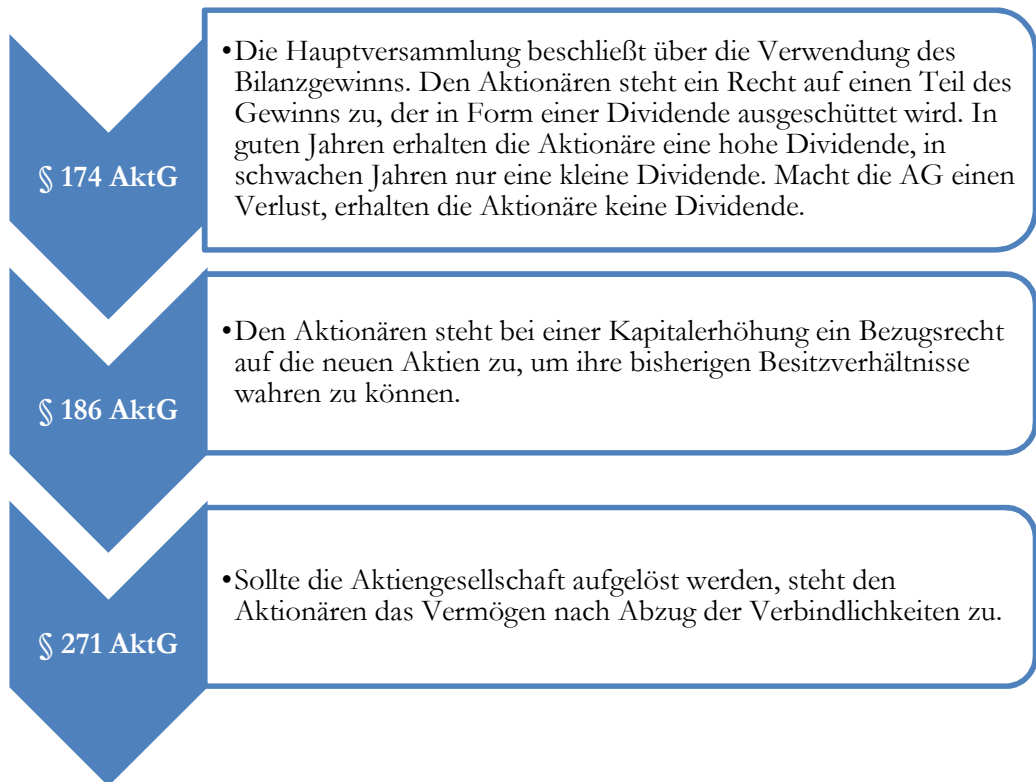 § 174 AktG
•Die Hauptversammlung beschließt über die Verwendung des
Bilanzgewinns. Den Aktionären steht ein Recht auf einen Teil des
Gewinns zu, der in Form einer Dividende ausgeschüttet wird. In
guten Jahren erhalten die Aktionäre eine hohe Dividende, in
schwachen Jahren nur eine kleine Dividende. Macht die AG einen
Verlust, erhalten die Aktionäre keine Dividende.
§ 186 AktG
•Den Aktionären steht bei einer Kapitalerhöhung ein Bezugsrecht
auf die neuen Aktien zu, um ihre bisherigen Besitzverhältnisse
wahren zu können.
§ 271 AktG
•Sollte die Aktiengesellschaft aufgelöst werden, steht den
Aktionären das Vermögen nach Abzug der Verbindlichkeiten zu.